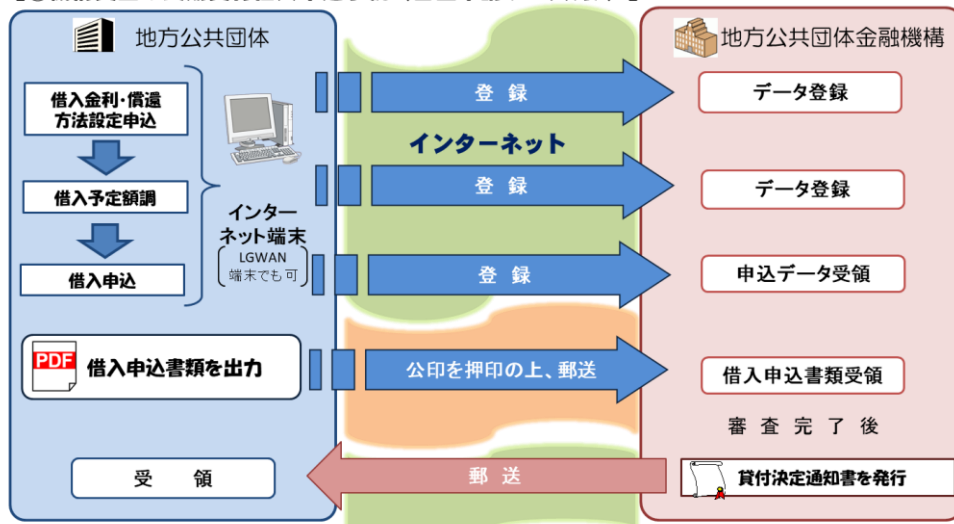 地方公共団体
地方公共団体金融機構
借入金利・償還
方法設定申込
登 録
データ登録
インターネット
借入予定額調
登 録
データ登録
インター
ネット端末
LGWAN
端末でも可
借入申込
登 録
申込データ受領
PDF
借入申込書類を出力
公印を押印の上、郵送
借入申込書類受領
審 査 完 了 後
受 領
郵 送
貸付決定通知書を発行